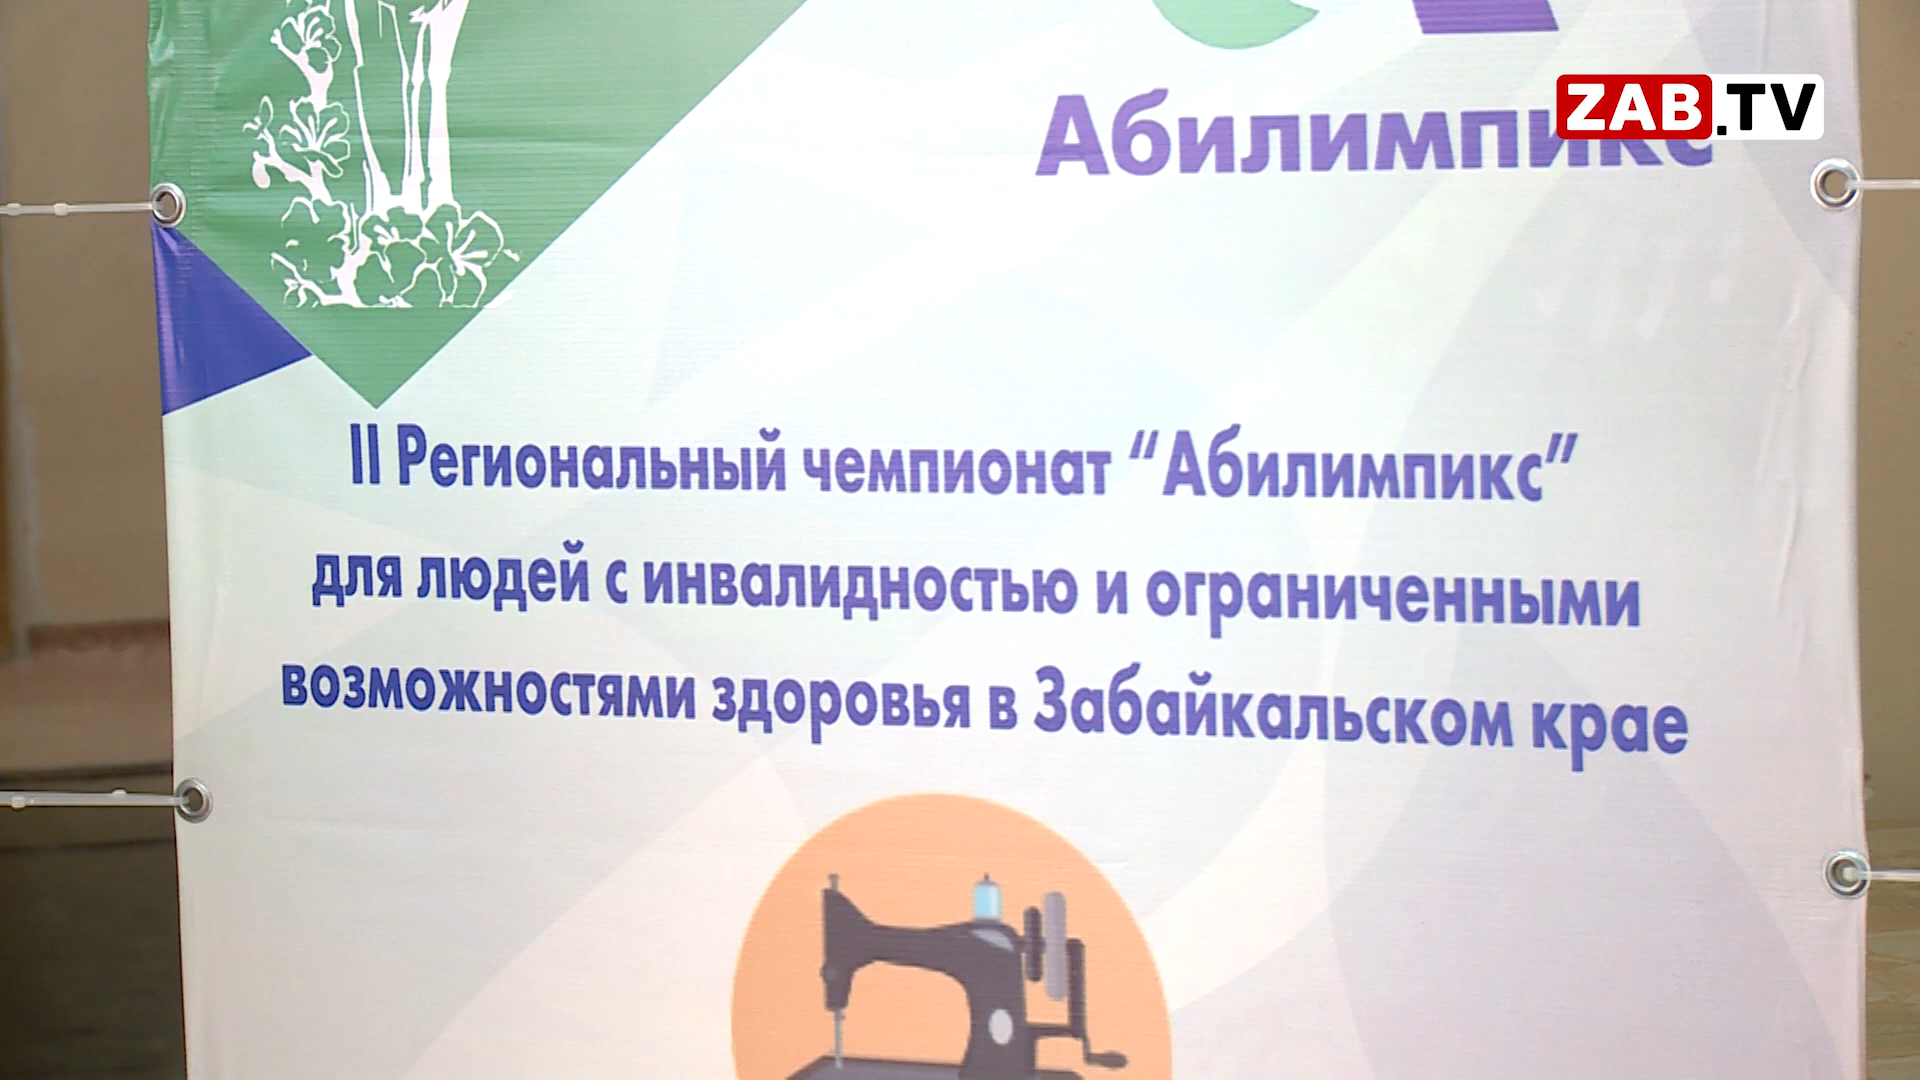 ZAB.TV
Абилимпикс
II Региональный чемпионат “Абилимпикс”
для людей с инвалидностью и ограниченными
возможностями здоровья в Забайкальском крае